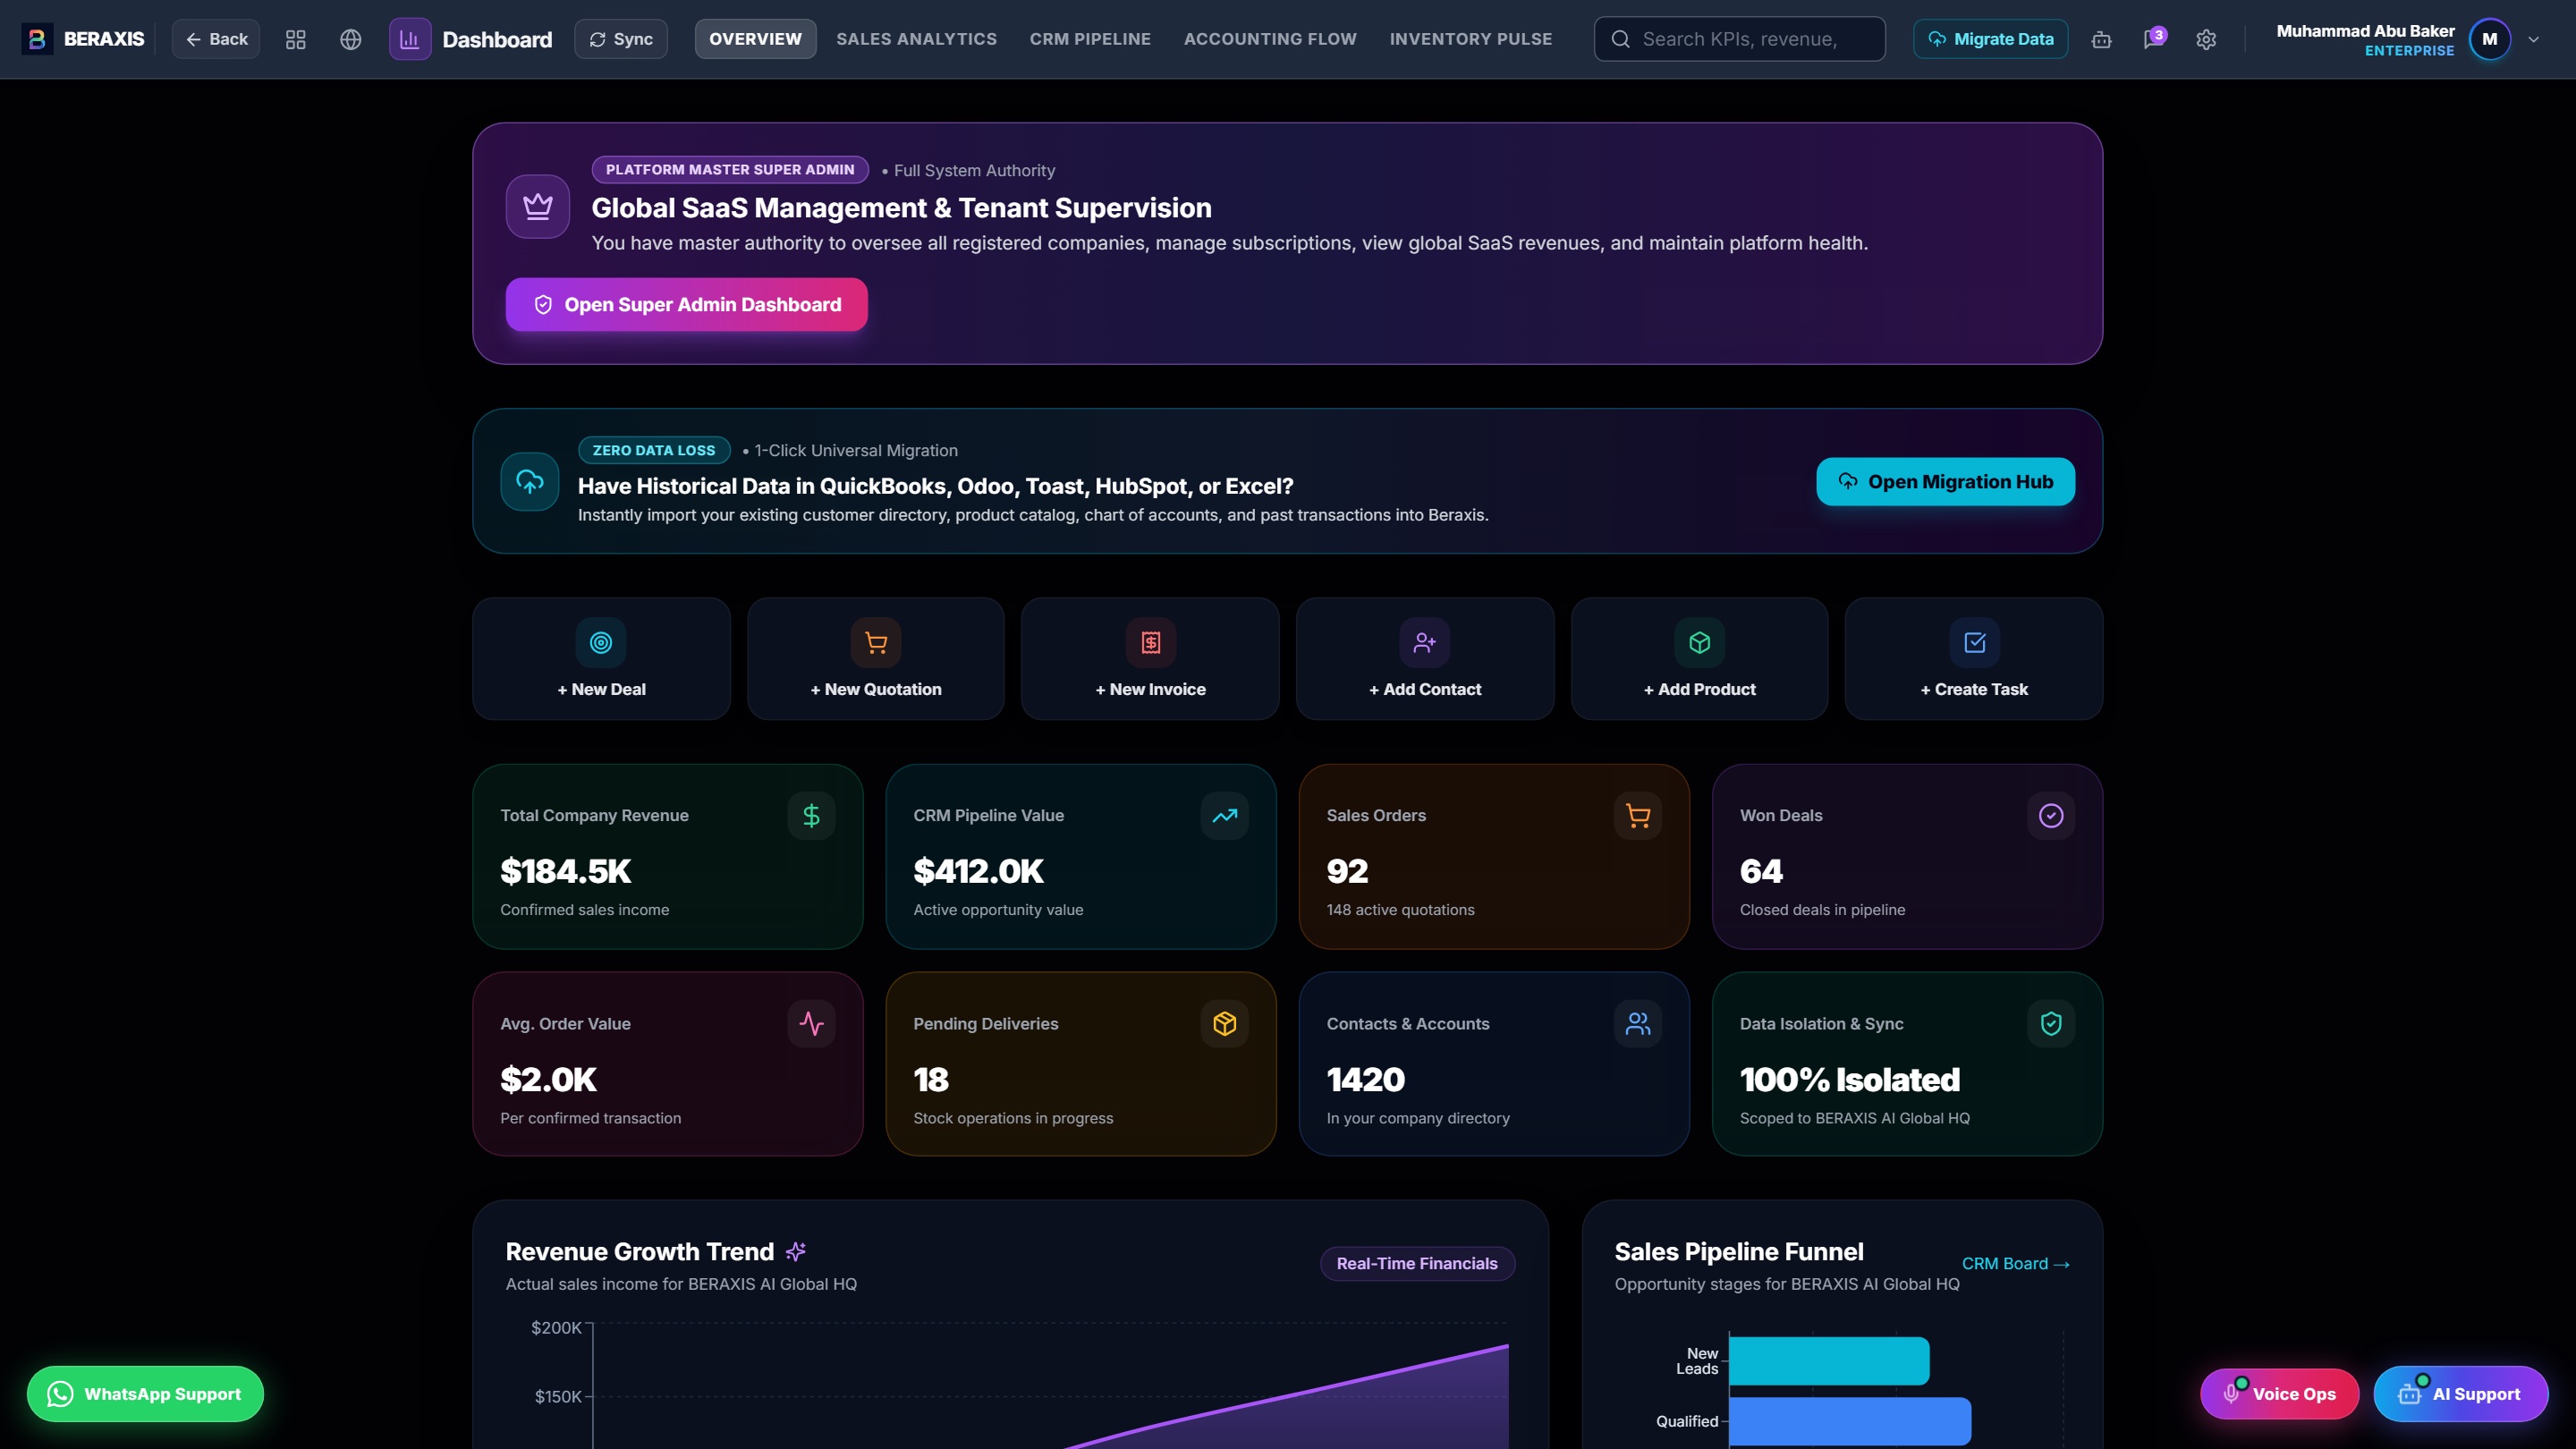 BERAXIS
Back
Dashboard
Sync
OVERVIEW
SALES ANALYTICS
CRM PIPELINE
ACCOUNTING FLOW
INVENTORY PULSE
Search KPIs, revenue,
Migrate Data
3
Muhammad Abu Baker
ENTERPRISE
M
PLATFORM MASTER SUPER ADMIN • Full System Authority
Global SaaS Management & Tenant Supervision
You have master authority to oversee all registered companies, manage subscriptions, view global SaaS revenues, and maintain platform health.
Open Super Admin Dashboard
ZERO DATA LOSS • 1-Click Universal Migration
Have Historical Data in QuickBooks, Odoo, Toast, HubSpot, or Excel?
Instantly import your existing customer directory, product catalog, chart of accounts, and past transactions into Beraxis.
Open Migration Hub
+ New Deal
+ New Quotation
+ New Invoice
+ Add Contact
+ Add Product
+ Create Task
Total Company Revenue
$184.5K
Confirmed sales income
CRM Pipeline Value
$412.0K
Active opportunity value
Sales Orders
92
148 active quotations
Won Deals
64
Closed deals in pipeline
Avg. Order Value
$2.0K
Per confirmed transaction
Pending Deliveries
18
Stock operations in progress
Contacts & Accounts
1420
In your company directory
Data Isolation & Sync
100% Isolated
Scoped to BERAXIS AI Global HQ
Revenue Growth Trend
Actual sales income for BERAXIS AI Global HQ
Real-Time Financials
$200K
$150K
Sales Pipeline Funnel
Opportunity stages for BERAXIS AI Global HQ
CRM Board →
New
Leads
Qualified
WhatsApp Support
Voice Ops
AI Support